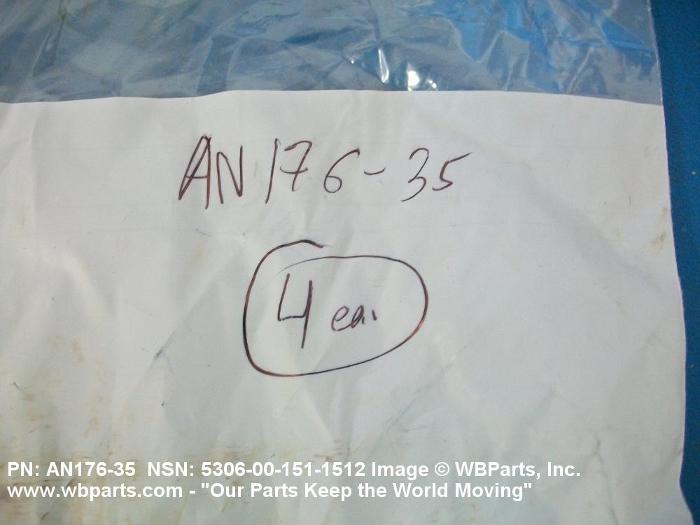 AN176-35
4 ea.
PN: AN176-35 NSN: 5306-00-151-1512 Image © WBParts, Inc.
www.wbparts.com - "Our Parts Keep the World Moving"